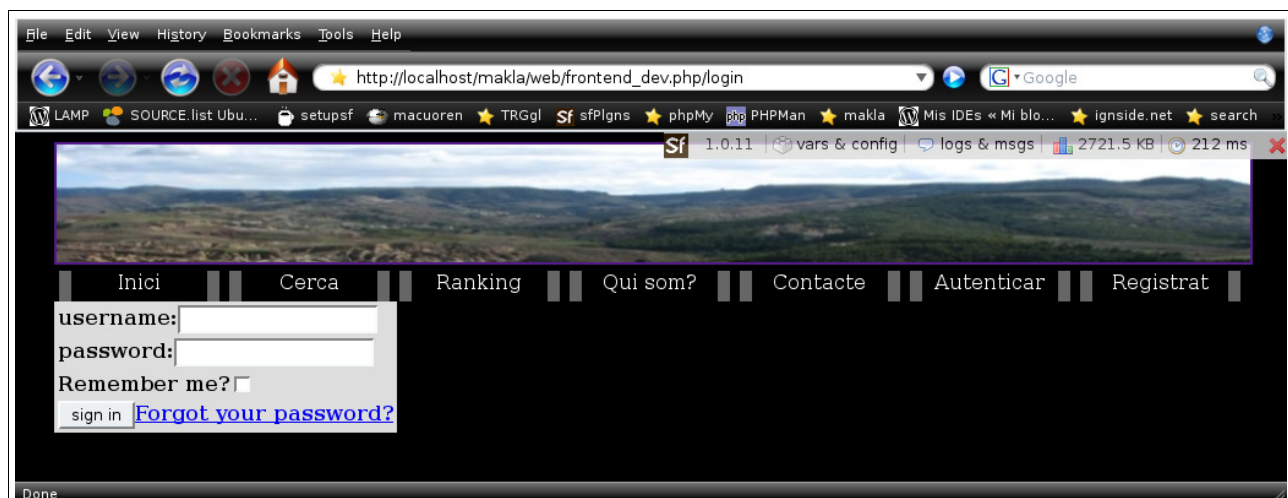 File Edit View History Bookmarks Tools Help
http://localhost/makla/web/frontend_dev.php/login G Google
LAMP SOURCE.list Ubu... setupsf macuoren TRGgl Sf sfPlgns phpMy php PHPMan makla Mis IDEs « Mi blo... ignside.net search »
Sf 1.0.11 vars & config logs & msgs 2721.5 KB 212 ms
Inici Cerca Ranking Qui som? Contacte Autenticar Registrat
username:
password:
Remember me?
sign in Forgot your password?
Done